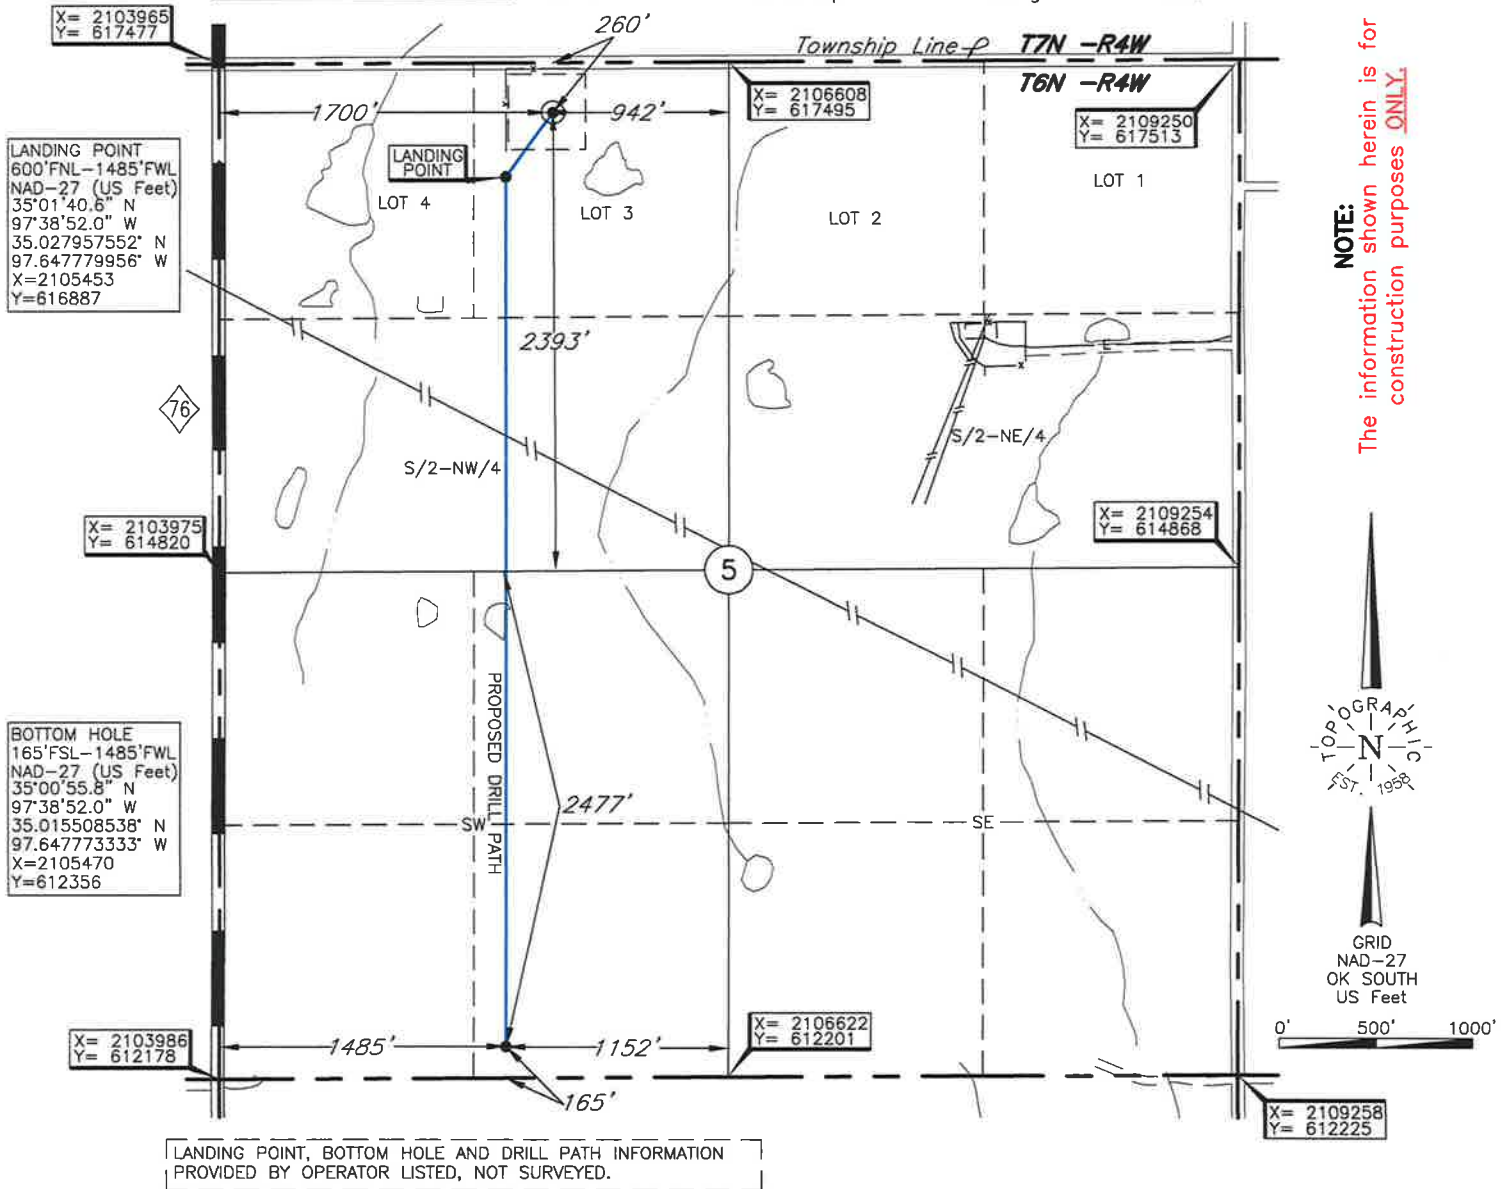 X= 2103965
Y= 617477
260'
Township Line
T7N -R4W
T6N -R4W
X= 2106608
Y= 617495
X= 2109250
Y= 617513
1700'
942'
LANDING POINT
600'FNL-1485'FWL
NAD-27 (US Feet)
35°01'40.6" N
97°38'52.0" W
35.027957552° N
97.647779956° W
X=2105453
Y=616887
LANDING
POINT
LOT 4
LOT 3
LOT 2
LOT 1
NOTE:
The information shown herein is for
construction purposes ONLY.
2393'
E
x
x
x
76
S/2-NW/4
S/2-NE/4
X= 2103975
Y= 614820
X= 2109254
Y= 614868
5
PROPOSED DRILL PATH
BOTTOM HOLE
165'FSL-1485'FWL
NAD-27 (US Feet)
35°00'55.8" N
97°38'52.0" W
35.015508538° N
97.647773333° W
X=2105470
Y=612356
2477'
SW
SE
TOPOGRAPHIC
N
EST. 1958
GRID
NAD-27
OK SOUTH
US Feet
0' 500' 1000'
X= 2103986
Y= 612178
1485'
1152'
X= 2106622
Y= 612201
165'
X= 2109258
Y= 612225
LANDING POINT, BOTTOM HOLE AND DRILL PATH INFORMATION
PROVIDED BY OPERATOR LISTED, NOT SURVEYED.